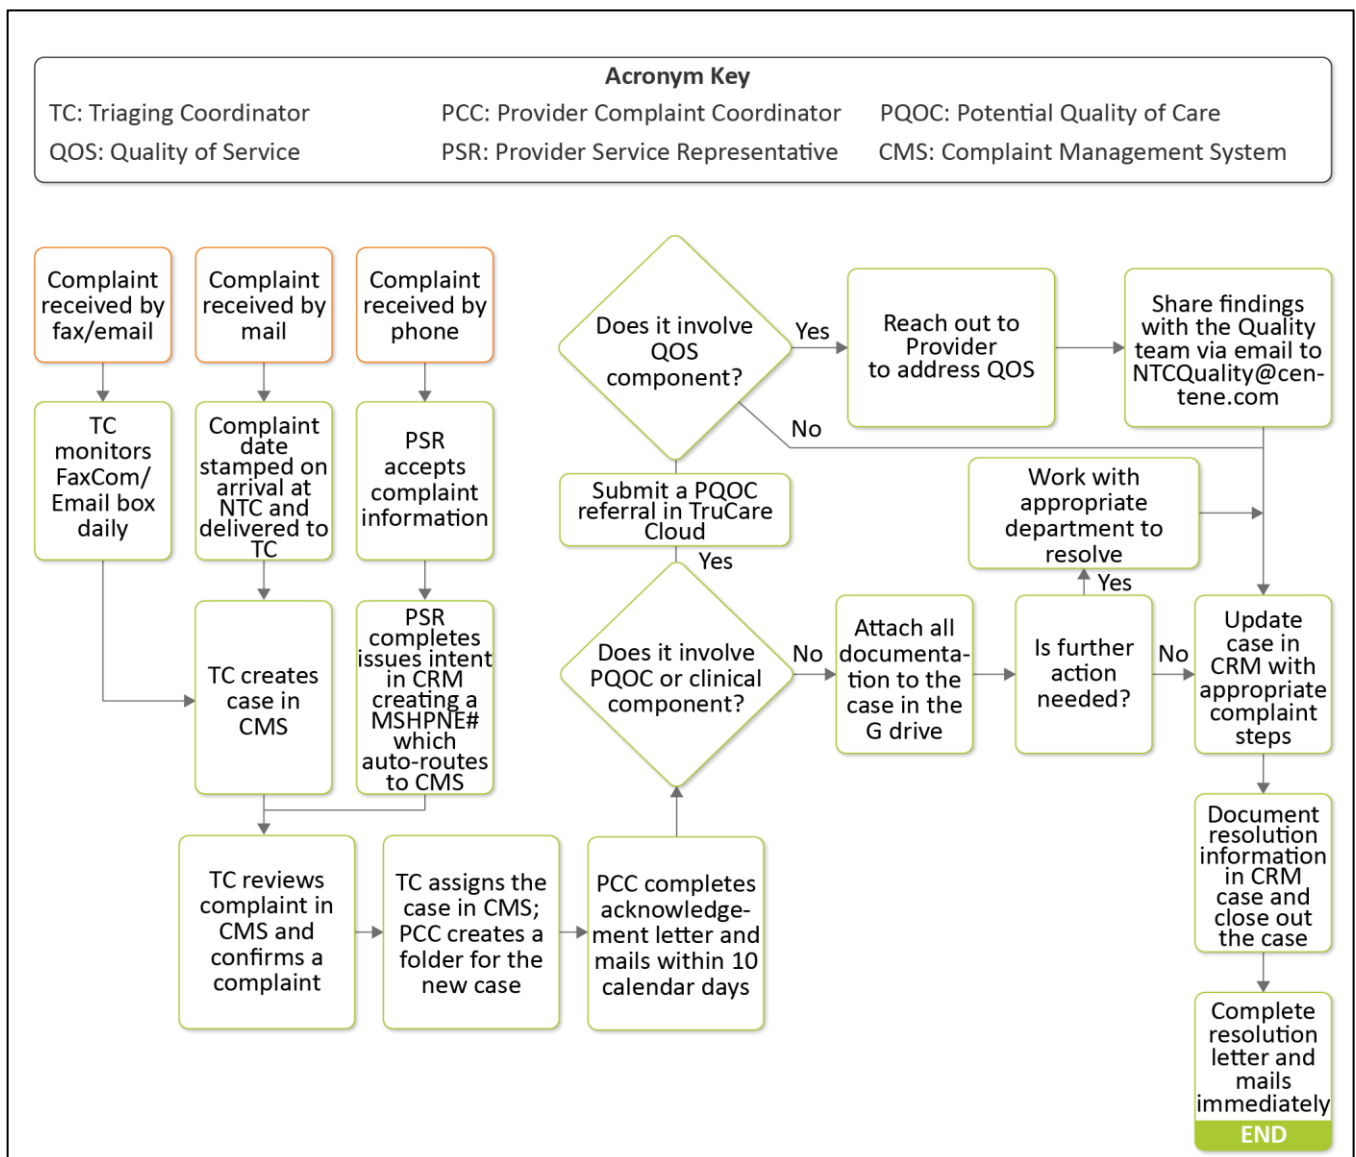 Acronym Key
TC: Triaging Coordinator
PCC: Provider Complaint Coordinator
PQOC: Potential Quality of Care
QOS: Quality of Service
PSR: Provider Service Representative
CMS: Complaint Management System
Complaint
received by
fax/email
Complaint
received by
mail
Complaint
received by
phone
TC
monitors
FaxCom/
Email box
daily
Complaint
date
stamped on
arrival at
NTC and
delivered to
TC
PSR
accepts
complaint
information
TC creates
case in
CMS
PSR
completes
issues intent
in CRM
creating a
MSHPNE#
which
auto-routes
to CMS
TC reviews
complaint in
CMS and
confirms a
complaint
TC assigns the
case in CMS;
PCC creates a
folder for the
new case
PCC completes
acknowledge-
ment letter and
mails within 10
calendar days
Does it involve
PQOC or clinical
component?
Yes
Submit a PQOC
referral in TruCare
Cloud
Does it involve
QOS
component?
Yes
Reach out to
Provider
to address QOS
Share findings
with the Quality
team via email to
NTCQuality@cen-
tene.com
No
No
Attach all
documenta-
tion to the
case in the
G drive
Is further
action
needed?
Yes
Work with
appropriate
department to
resolve
No
Update
case in
CRM with
appropriate
complaint
steps
Document
resolution
information
in CRM
case and
close out
the case
Complete
resolution
letter and
mails
immediately
END